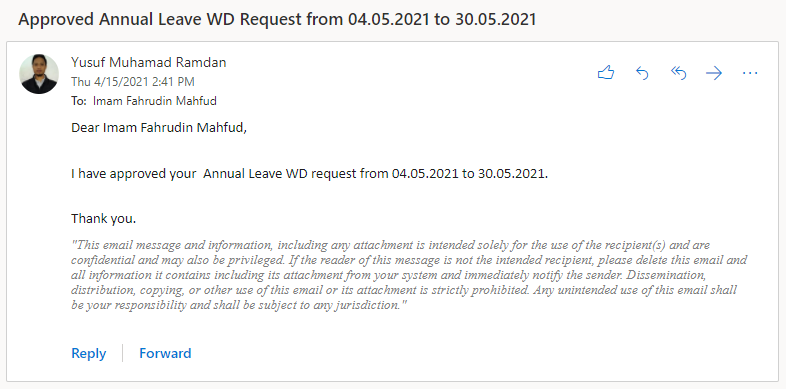 Approved Annual Leave WD Request from 04.05.2021 to 30.05.2021
Yusuf Muhamad Ramdan
Thu 4/15/2021 2:41 PM
To: Imam Fahrudin Mahfud
Dear Imam Fahrudin Mahfud,
I have approved your  Annual Leave WD request from 04.05.2021 to 30.05.2021.
Thank you.
"This email message and information, including any attachment is intended solely for the use of the recipient(s) and are
confidential and may also be privileged. If the reader of this message is not the intended recipient, please delete this email and
all information it contains including its attachment from your system and immediately notify the sender. Dissemination,
distribution, copying, or other use of this email or its attachment is strictly prohibited. Any unintended use of this email shall
be your responsibility and shall be subject to any jurisdiction."
Reply Forward